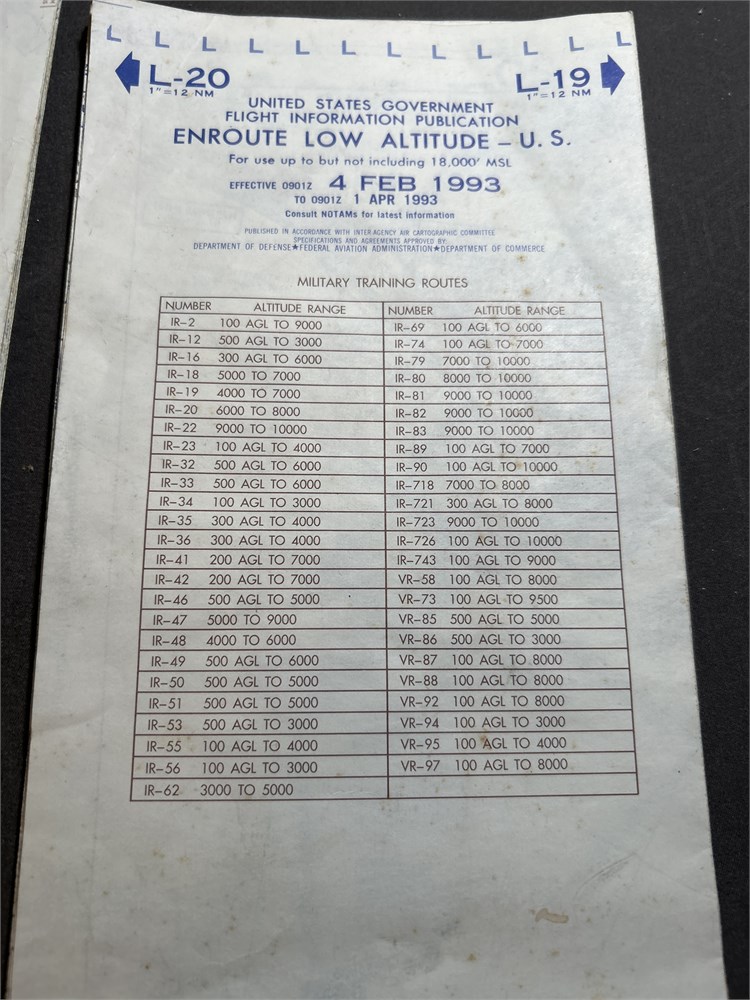 L L L L L L L L L L L L
L-20 L-19
1"=12 NM 1"=12 NM
UNITED STATES GOVERNMENT
FLIGHT INFORMATION PUBLICATION
ENROUTE LOW ALTITUDE – U. S.
For use up to but not including 18,000' MSL
EFFECTIVE 0901Z 4 FEB 1993
TO 0901Z 1 APR 1993
Consult NOTAMs for latest information
PUBLISHED IN ACCORDANCE WITH INTER-AGENCY AIR CARTOGRAPHIC COMMITTEE
SPECIFICATIONS AND AGREEMENTS APPROVED BY:
DEPARTMENT OF DEFENSE★FEDERAL AVIATION ADMINISTRATION★DEPARTMENT OF COMMERCE
MILITARY TRAINING ROUTES
NUMBER ALTITUDE RANGE NUMBER ALTITUDE RANGE
IR–2 100 AGL TO 9000 IR–69 100 AGL TO 6000
IR–12 500 AGL TO 3000 IR–74 100 AGL TO 7000
IR–16 300 AGL TO 6000 IR–79 7000 TO 10000
IR–18 5000 TO 7000 IR–80 8000 TO 10000
IR–19 4000 TO 7000 IR–81 9000 TO 10000
IR–20 6000 TO 8000 IR–82 9000 TO 10000
IR–22 9000 TO 10000 IR–83 9000 TO 10000
IR–23 100 AGL TO 4000 IR–89 100 AGL TO 7000
IR–32 500 AGL TO 6000 IR–90 100 AGL TO 10000
IR–33 500 AGL TO 6000 IR–718 7000 TO 8000
IR–34 100 AGL TO 3000 IR–721 300 AGL TO 8000
IR–35 300 AGL TO 4000 IR–723 9000 TO 10000
IR–36 300 AGL TO 4000 IR–726 100 AGL TO 10000
IR–41 200 AGL TO 7000 IR–743 100 AGL TO 9000
IR–42 200 AGL TO 7000 VR–58 100 AGL TO 8000
IR–46 500 AGL TO 5000 VR–73 100 AGL TO 9500
IR–47 5000 TO 9000 VR–85 500 AGL TO 5000
IR–48 4000 TO 6000 VR–86 500 AGL TO 3000
IR–49 500 AGL TO 6000 VR–87 100 AGL TO 8000
IR–50 500 AGL TO 5000 VR–88 100 AGL TO 8000
IR–51 500 AGL TO 5000 VR–92 100 AGL TO 8000
IR–53 500 AGL TO 3000 VR–94 100 AGL TO 3000
IR–55 100 AGL TO 4000 VR–95 100 AGL TO 4000
IR–56 100 AGL TO 3000 VR–97 100 AGL TO 8000
IR–62 3000 TO 5000